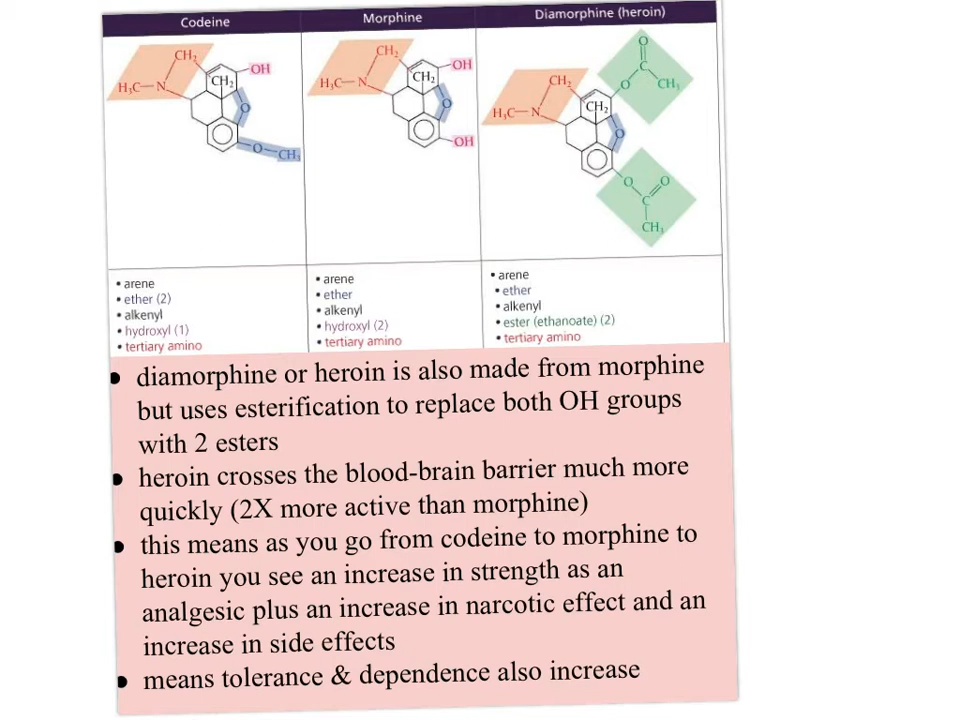 Codeine
Morphine
Diamorphine (heroin)
CH₂
H₃C—N
CH₂
OH
O
O—CH₃
CH₂
H₃C—N
CH₂
OH
O
OH
O
C
O
CH₃
CH₂
H₃C—N
CH₂
O
O
O
C
CH₃
• arene
• ether (2)
• alkenyl
• hydroxyl (1)
• tertiary amino
• arene
• ether
• alkenyl
• hydroxyl (2)
• tertiary amino
• arene
• ether
• alkenyl
• ester (ethanoate) (2)
• tertiary amino
• diamorphine or heroin is also made from morphine
but uses esterification to replace both OH groups
with 2 esters
• heroin crosses the blood-brain barrier much more
quickly (2X more active than morphine)
• this means as you go from codeine to morphine to
heroin you see an increase in strength as an
analgesic plus an increase in narcotic effect and an
increase in side effects
• means tolerance & dependence also increase